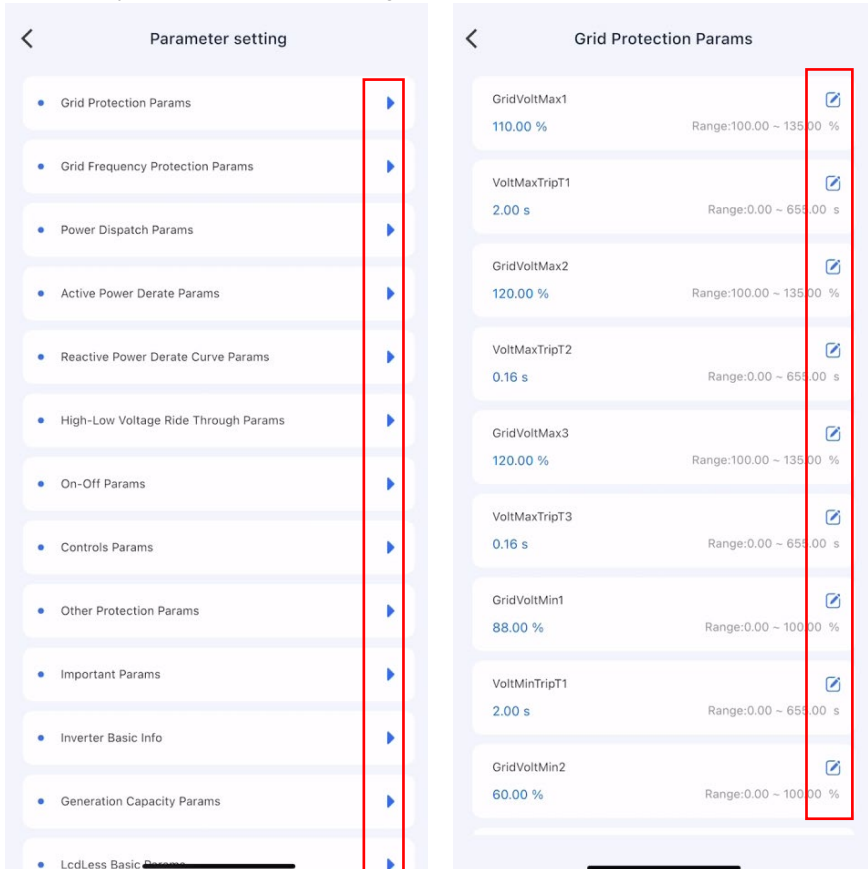 Parameter setting
Grid Protection Params
Grid Frequency Protection Params
Power Dispatch Params
Active Power Derate Params
Reactive Power Derate Curve Params
High-Low Voltage Ride Through Params
On-Off Params
Controls Params
Other Protection Params
Important Params
Inverter Basic Info
Generation Capacity Params
LcdLess Basic Params
Grid Protection Params
GridVoltMax1
110.00 % Range:100.00 ~ 135.00 %
VoltMaxTripT1
2.00 s Range:0.00 ~ 655.00 s
GridVoltMax2
120.00 % Range:100.00 ~ 135.00 %
VoltMaxTripT2
0.16 s Range:0.00 ~ 655.00 s
GridVoltMax3
120.00 % Range:100.00 ~ 135.00 %
VoltMaxTripT3
0.16 s Range:0.00 ~ 655.00 s
GridVoltMin1
88.00 % Range:0.00 ~ 100.00 %
VoltMinTripT1
2.00 s Range:0.00 ~ 655.00 s
GridVoltMin2
60.00 % Range:0.00 ~ 100.00 %